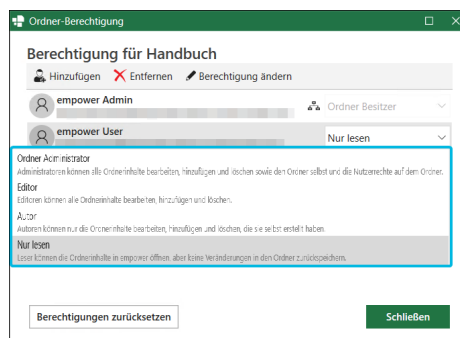 Ordner-Berechtigung
Berechtigung für Handbuch
Hinzufügen Entfernen Berechtigung ändern
empower Admin
Ordner Besitzer
empower User
Nur lesen
Ordner Administrator
Administratoren können alle Ordnerinhalte bearbeiten, hinzufügen und löschen sowie den Ordner selbst und die Nutzerrechte auf dem Ordner.
Editor
Editoren können alle Ordnerinhalte bearbeiten, hinzufügen und löschen.
Autor
Autoren können nur die Ordnerinhalte bearbeiten, hinzufügen und löschen, die sie selbst erstellt haben.
Nur lesen
Leser können die Ordnerinhalte in empower öffnen, aber keine Veränderungen in den Ordner zurückspeichern.
Berechtigungen zurücksetzen
Schließen